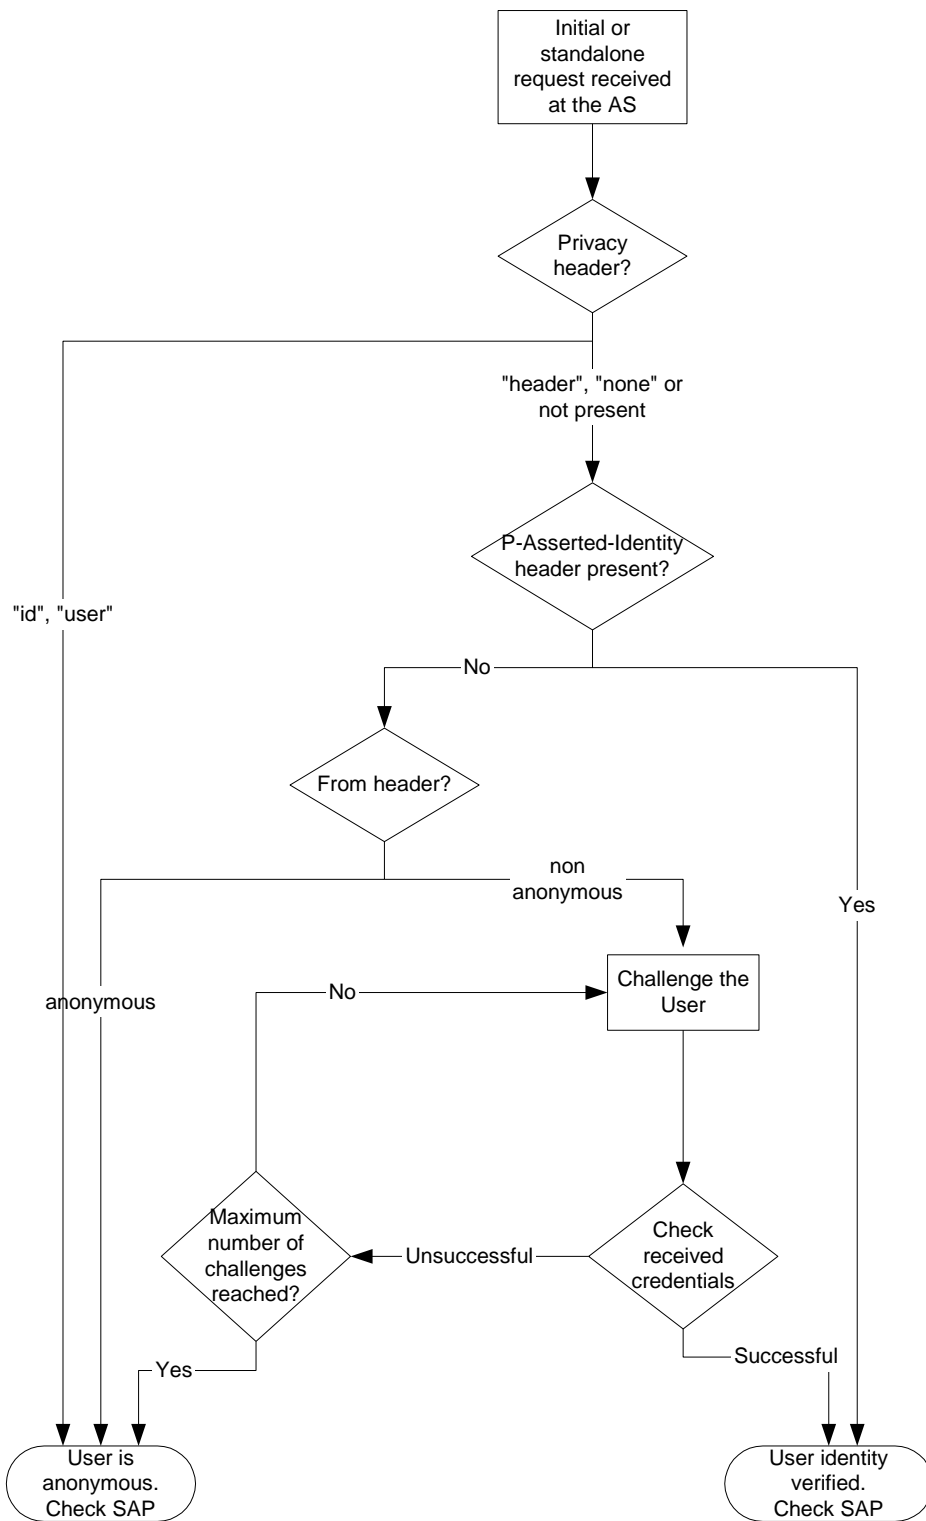 Initial or
standalone
request received
at the AS
Privacy
header?
"header", "none" or
not present
P-Asserted-Identity
header present?
"id", "user"
No
From header?
non
anonymous
Yes
anonymous
No
Challenge the
User
Maximum
number of
challenges
reached?
Unsuccessful
Check
received
credentials
Yes
Successful
User is
anonymous.
Check SAP
User identity
verified.
Check SAP